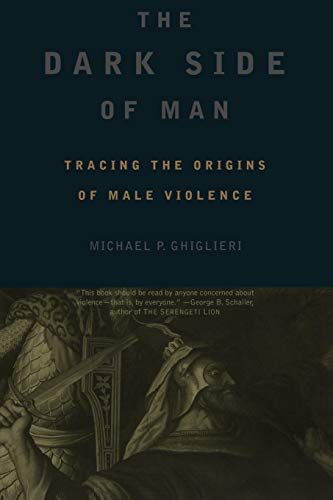 THE
DARK SIDE
OF MAN
TRACING THE ORIGINS
OF MALE VIOLENCE
MICHAEL P. GHIGLIERI
"This book should be read by anyone concerned about
violence—that is, by everyone." —George B. Schaller,
author of THE SERENGETI LION